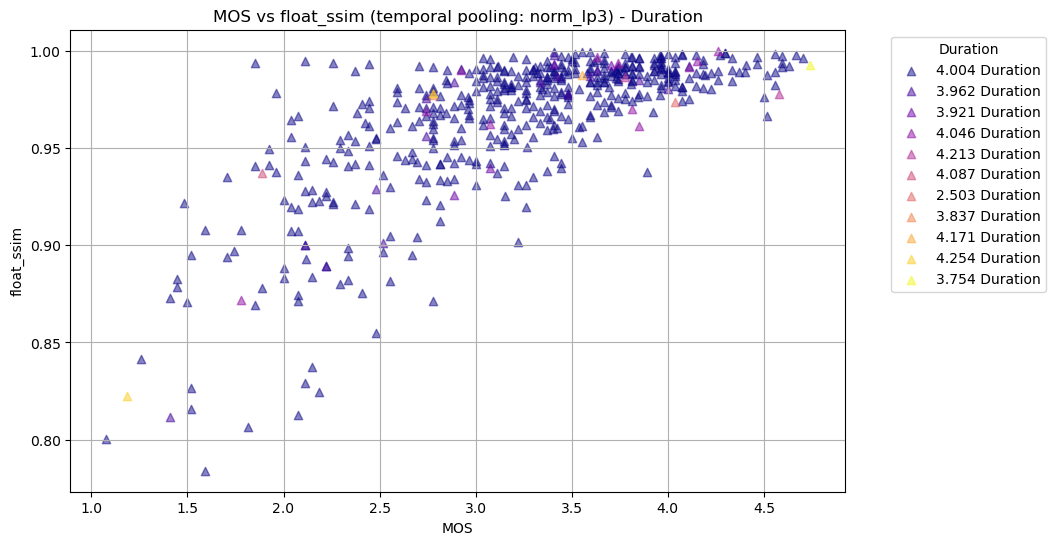 MOS vs float_ssim (temporal pooling: norm_lp3) - Duration
float_ssim
1.00
0.95
0.90
0.85
0.80
1.0 1.5 2.0 2.5 3.0 3.5 4.0 4.5
MOS
Duration
4.004 Duration
3.962 Duration
3.921 Duration
4.046 Duration
4.213 Duration
4.087 Duration
2.503 Duration
3.837 Duration
4.171 Duration
4.254 Duration
3.754 Duration